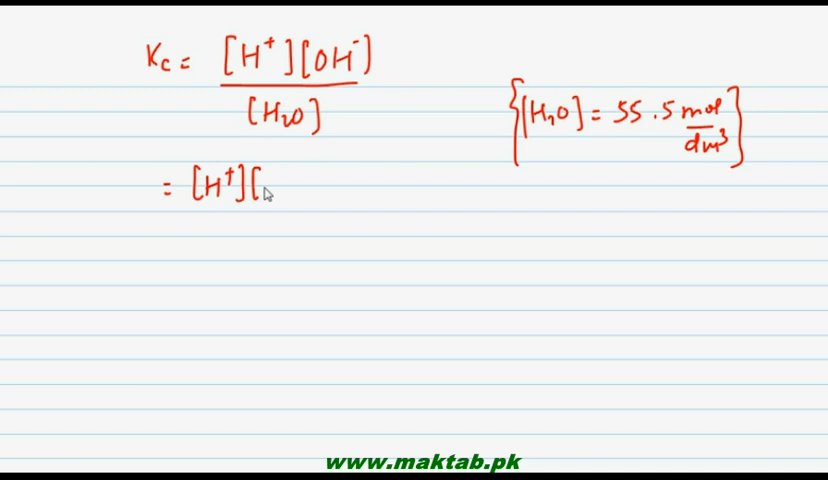 Kc = [H⁺][OH⁻]
[H₂O]
{[H₂O] = 55.5 mol
dm³}
= [H⁺][
www.maktab.pk